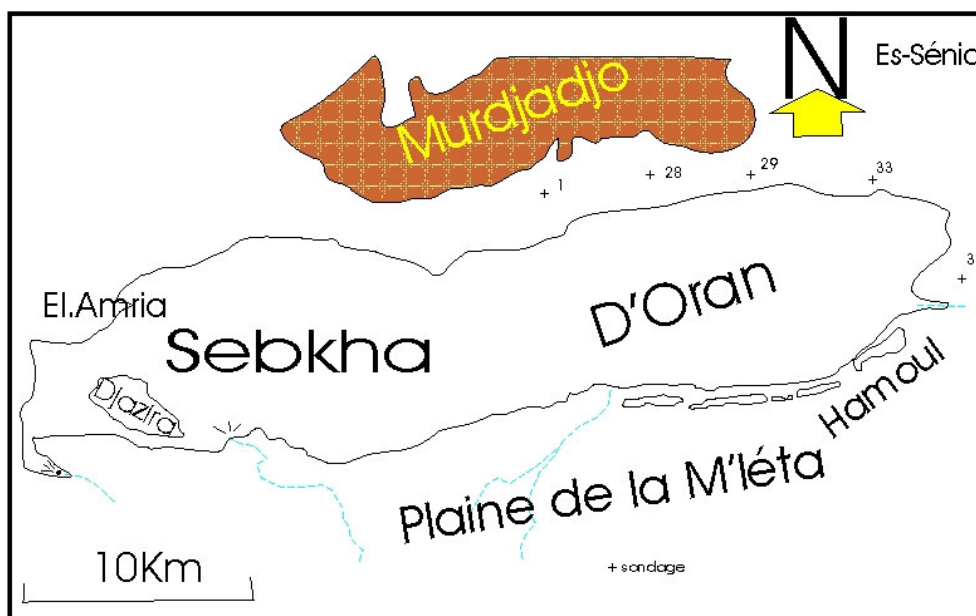 N
Es-Sénia
Murdjadjo
+ 1
+ 28
+ 29
+ 33
+ 3
D'Oran
El.Amria
Sebkha
Djazira
Hamoul
Plaine de la M'léta
10Km
+ sondage